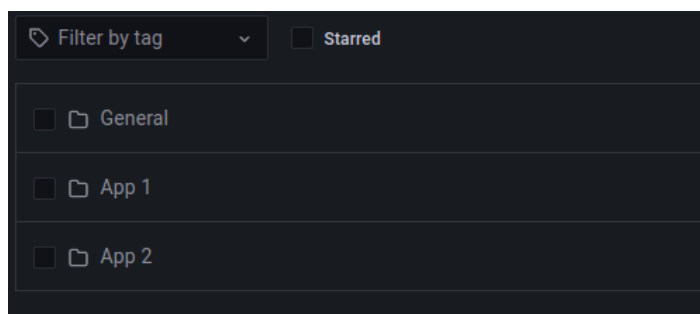 Filter by tag
Starred
General
App 1
App 2